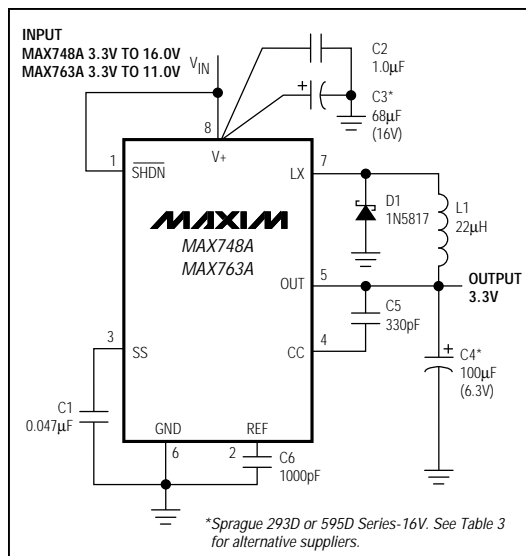 INPUT
MAX748A 3.3V TO 16.0V
MAX763A 3.3V TO 11.0V
VIN
C2
1.0µF
+
C3*
68µF
(16V)
8
V+
1
SHDN
LX
7
D1
1N5817
L1
22µH
MAXIM
MAX748A
MAX763A
OUT
5
OUTPUT
3.3V
C5
330pF
3
SS
CC
4
+
C4*
100µF
(6.3V)
C1
0.047µF
GND
REF
6
2
C6
1000pF
*Sprague 293D or 595D Series-16V. See Table 3
for alternative suppliers.